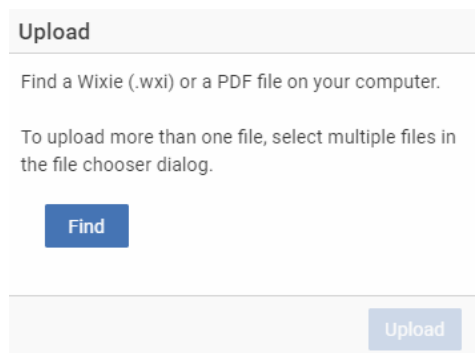 Upload
Find a Wixie (.wxi) or a PDF file on your computer.
To upload more than one file, select multiple files in
the file chooser dialog.
Find
Upload